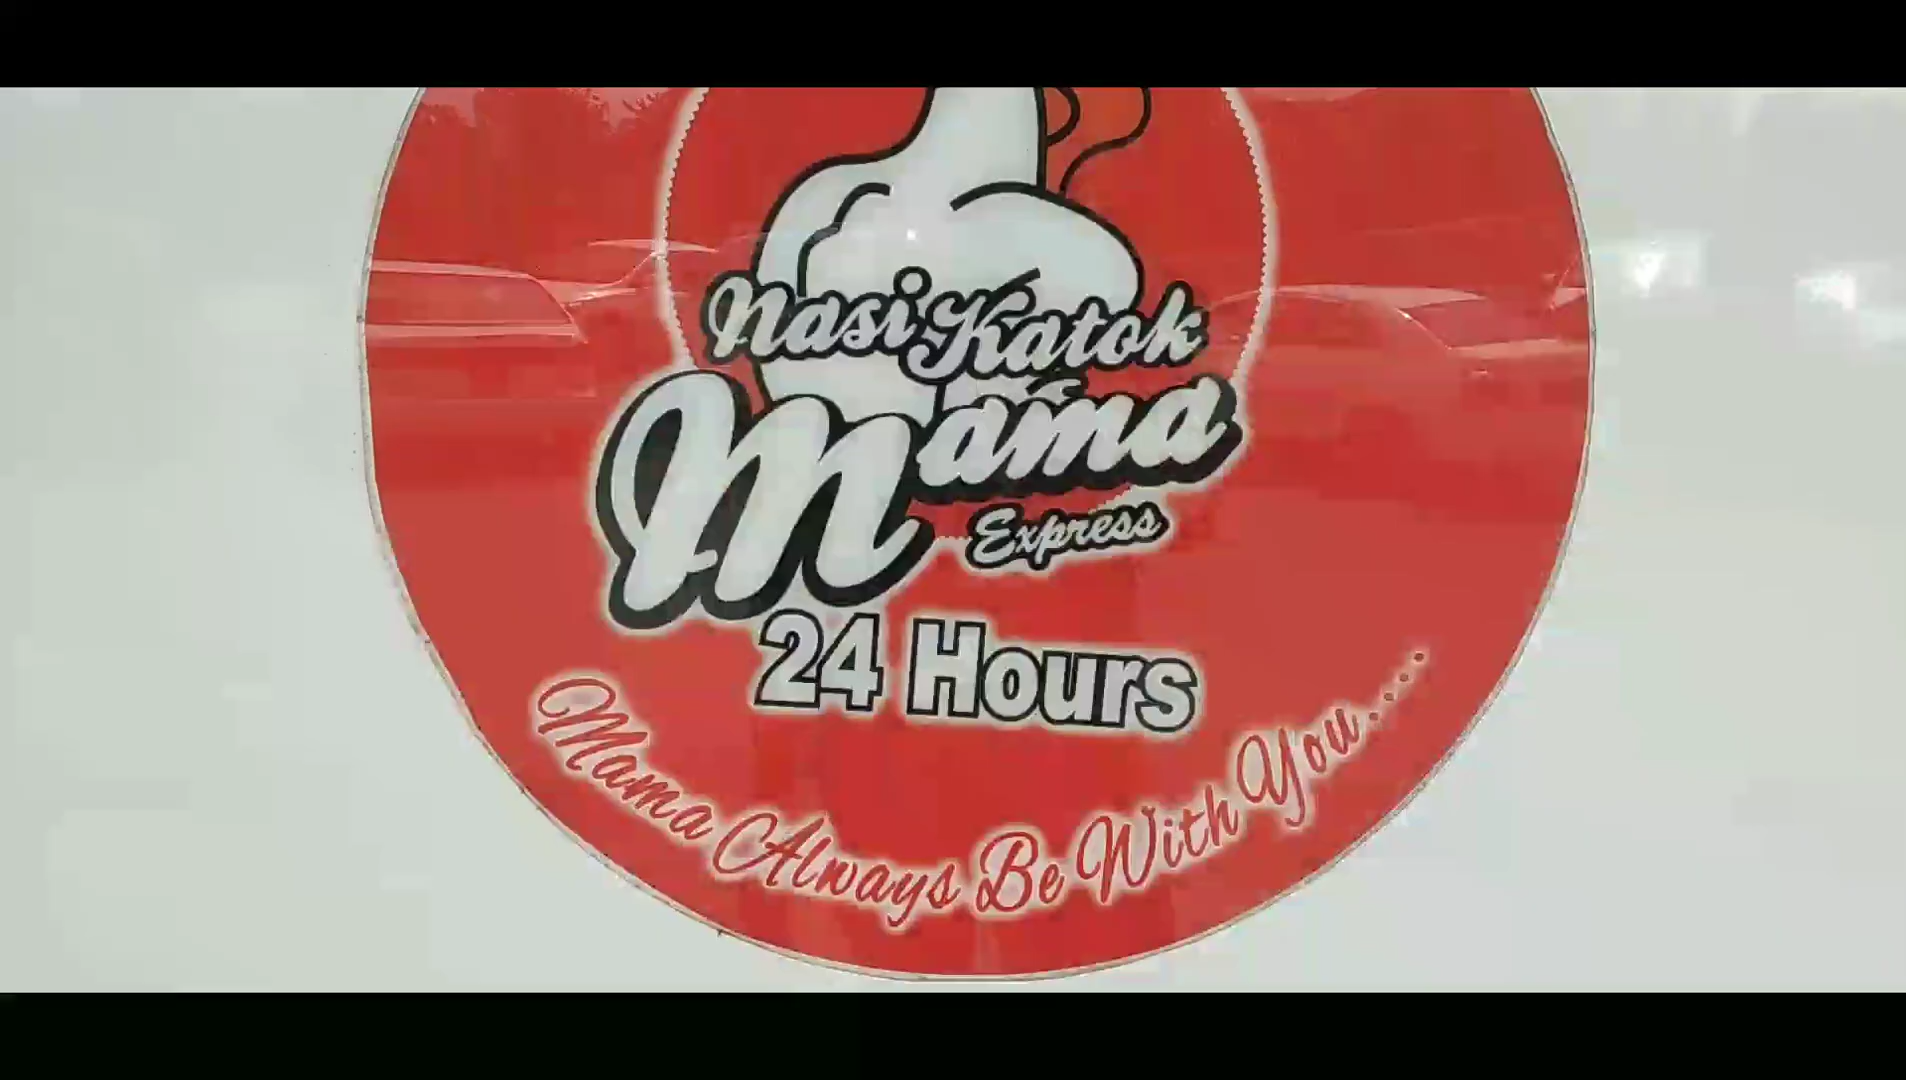 Nasi Katok
Mama
Express
24 Hours
Mama Always Be With You.....